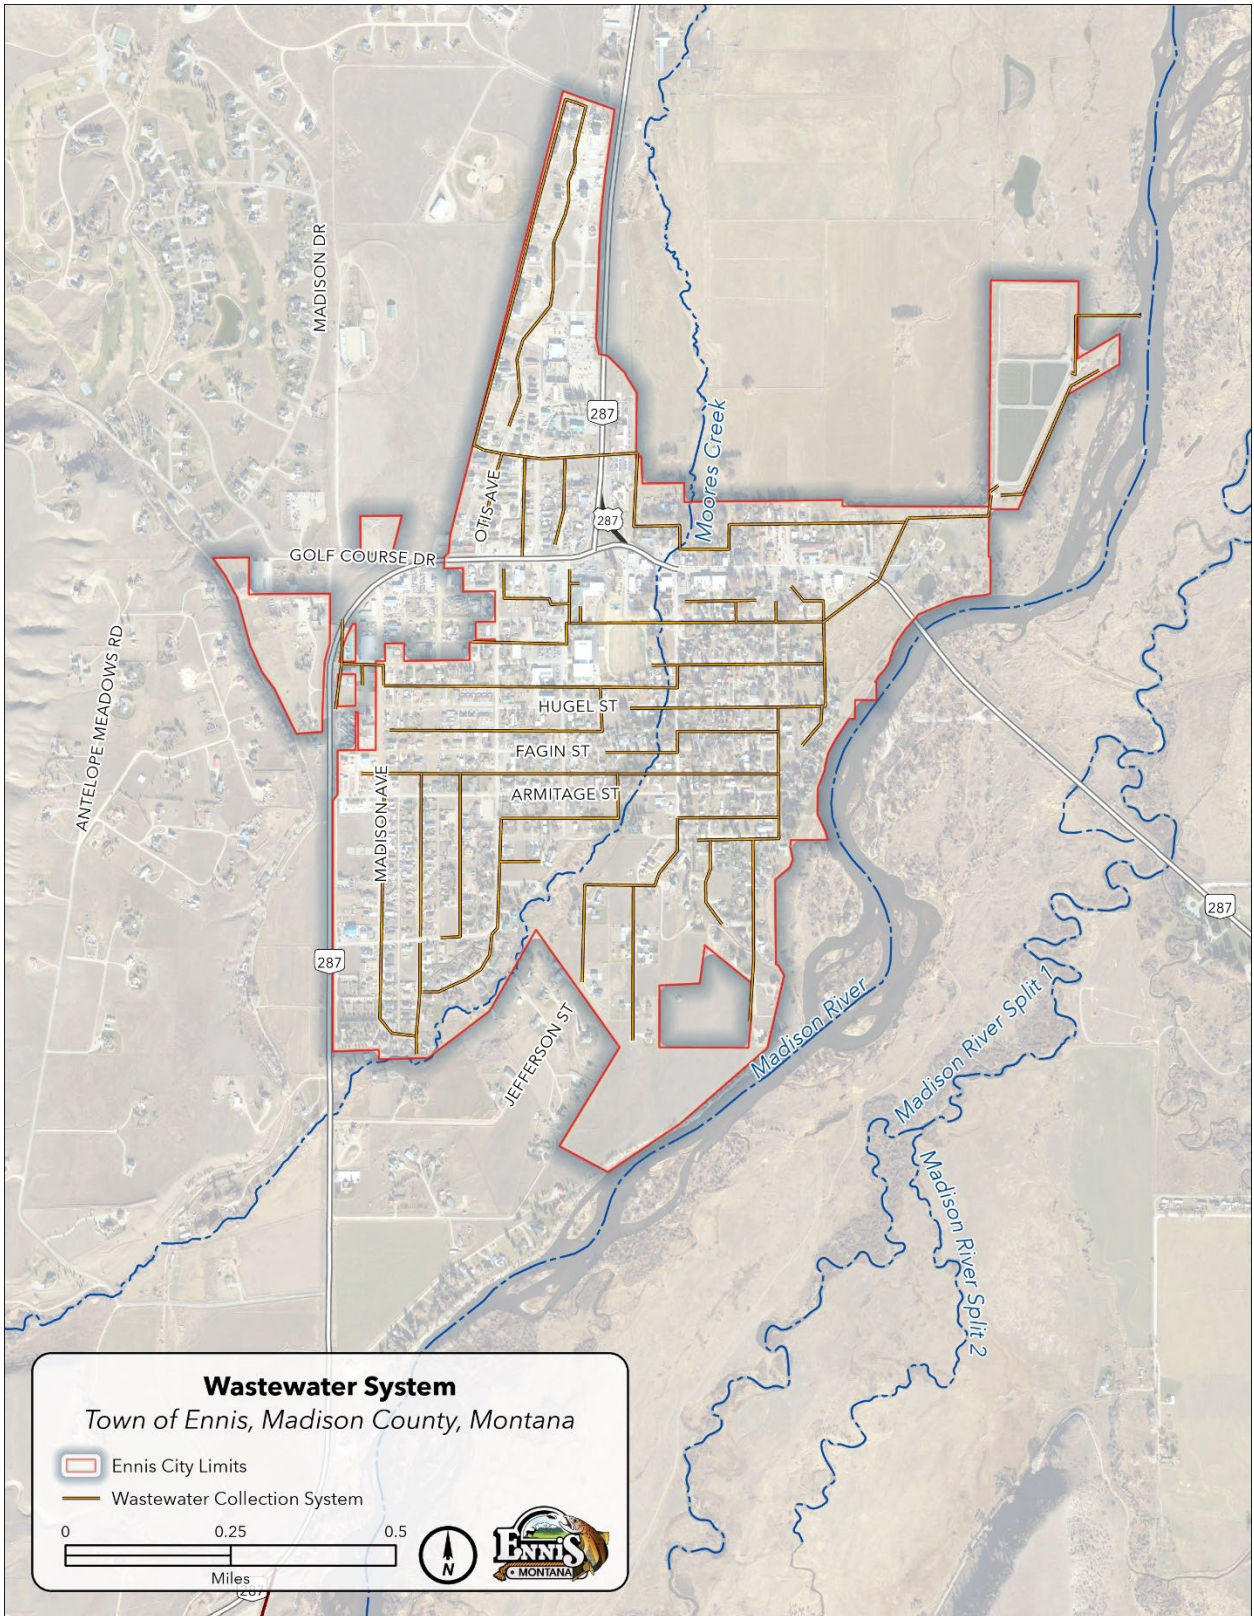 MADISON DR
287
Moores Creek
OTIS AVE
287
GOLF COURSE DR
ANTELOPE MEADOWS RD
HUGEL ST
FAGIN ST
MADISON AVE
ARMITAGE ST
287
287
JEFFERSON ST
Madison River
Madison River Split 1
Madison River Split 2
Wastewater System
Town of Ennis, Madison County, Montana
Ennis City Limits
Wastewater Collection System
0 0.25 0.5
Miles
N
ENNIS
MONTANA
287